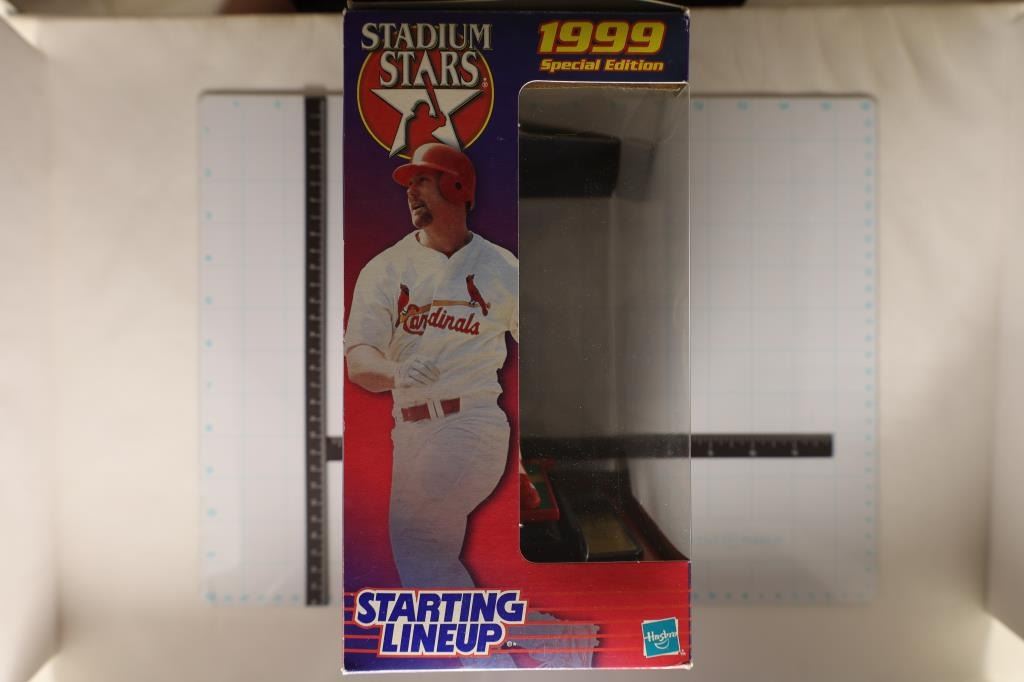 STADIUM
STARS
1999
Special Edition
Cardinals
STARTING
LINEUP
Hasbro